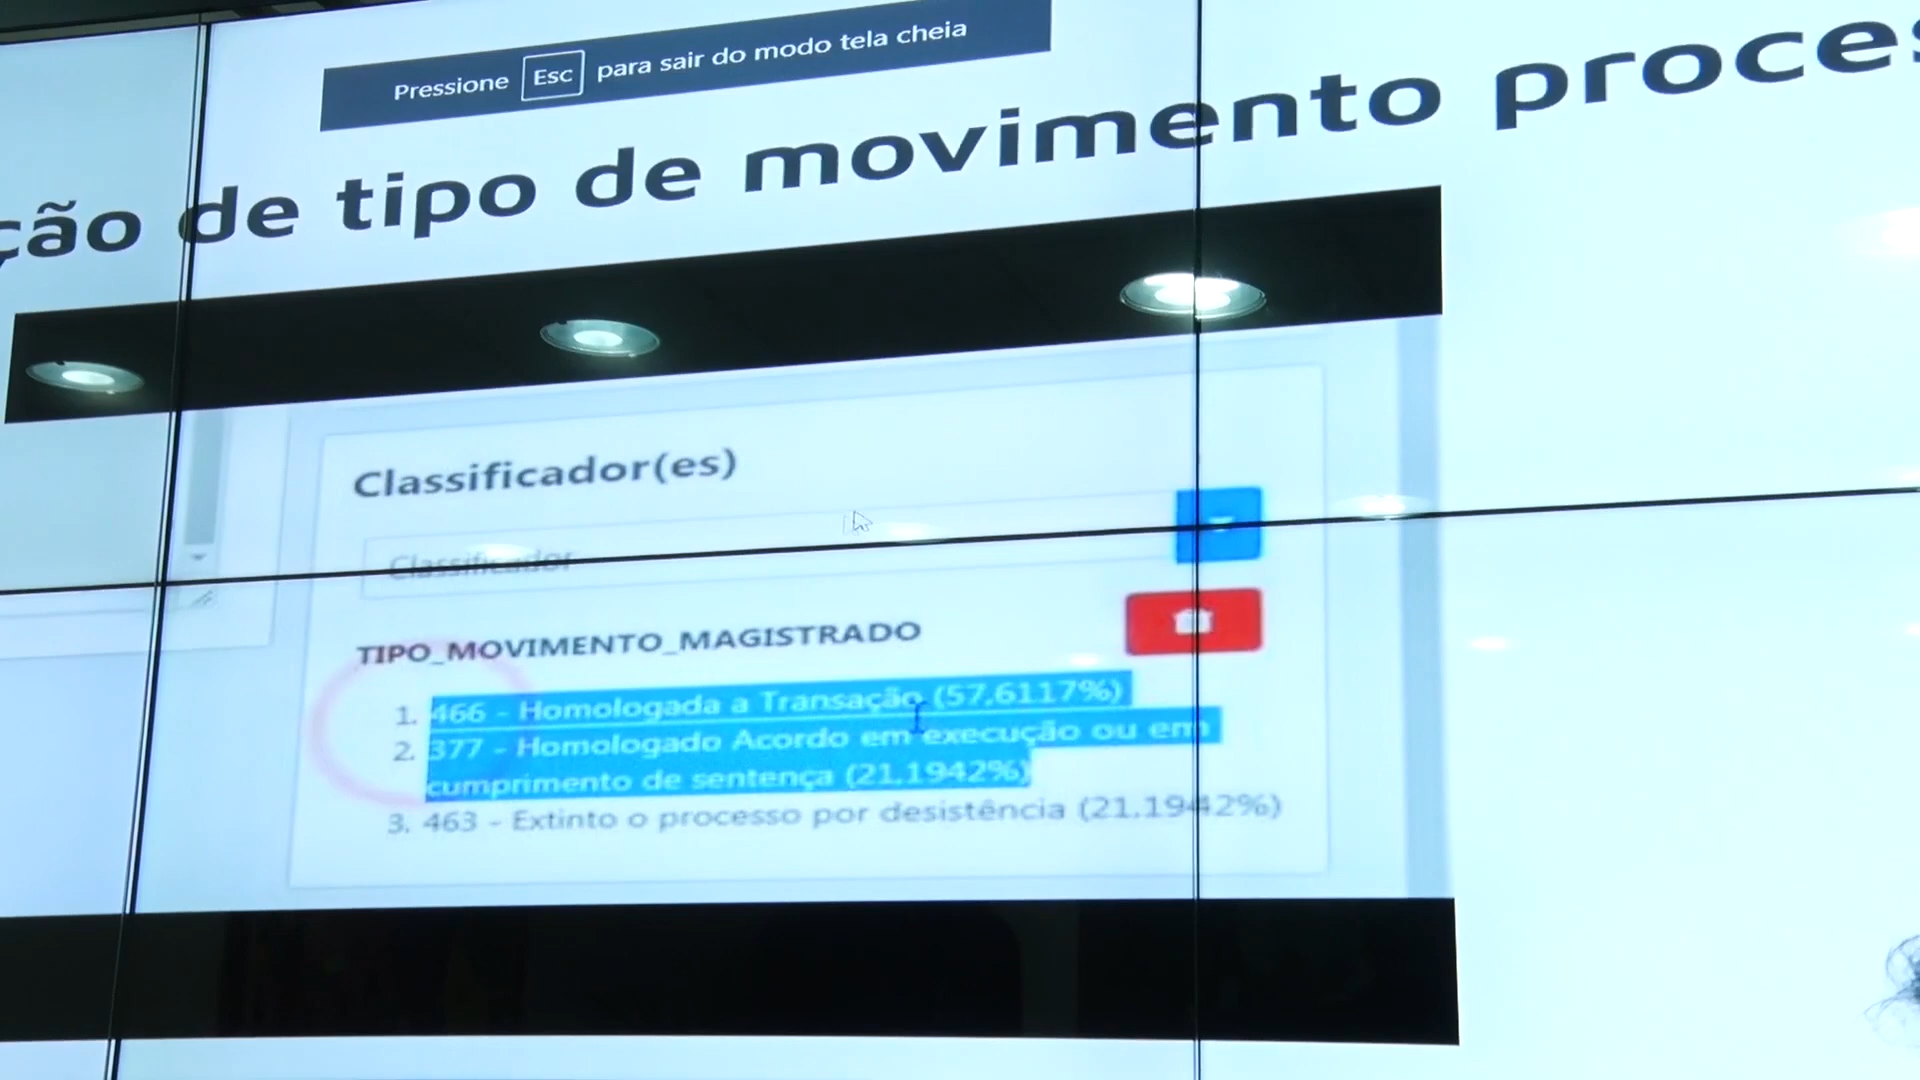 Pressione Esc para sair do modo tela cheia
ção de tipo de movimento proces
Classificador(es)
Classificador
TIPO_MOVIMENTO_MAGISTRADO
1. 466 - Homologada a Transação (57,6117%)
2. 377 - Homologado Acordo em execução ou em
cumprimento de sentença (21,1942%)
3. 463 - Extinto o processo por desistência (21,1942%)